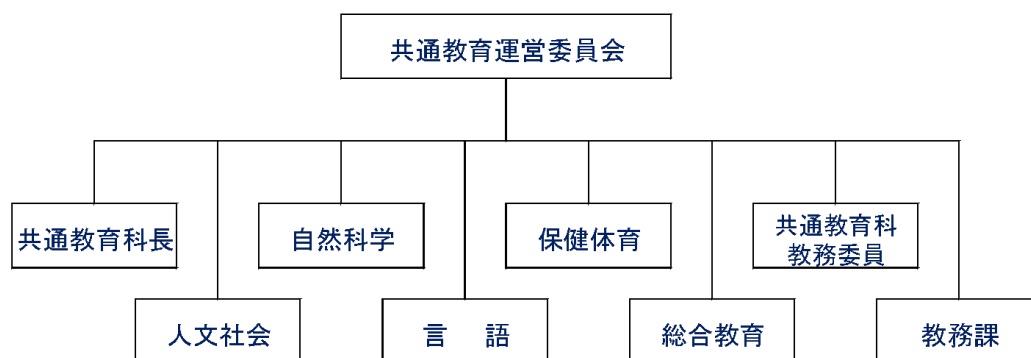 共通教育運営委員会
共通教育科長
自然科学
保健体育
共通教育科
教務委員
人文社会
言　語
総合教育
教務課